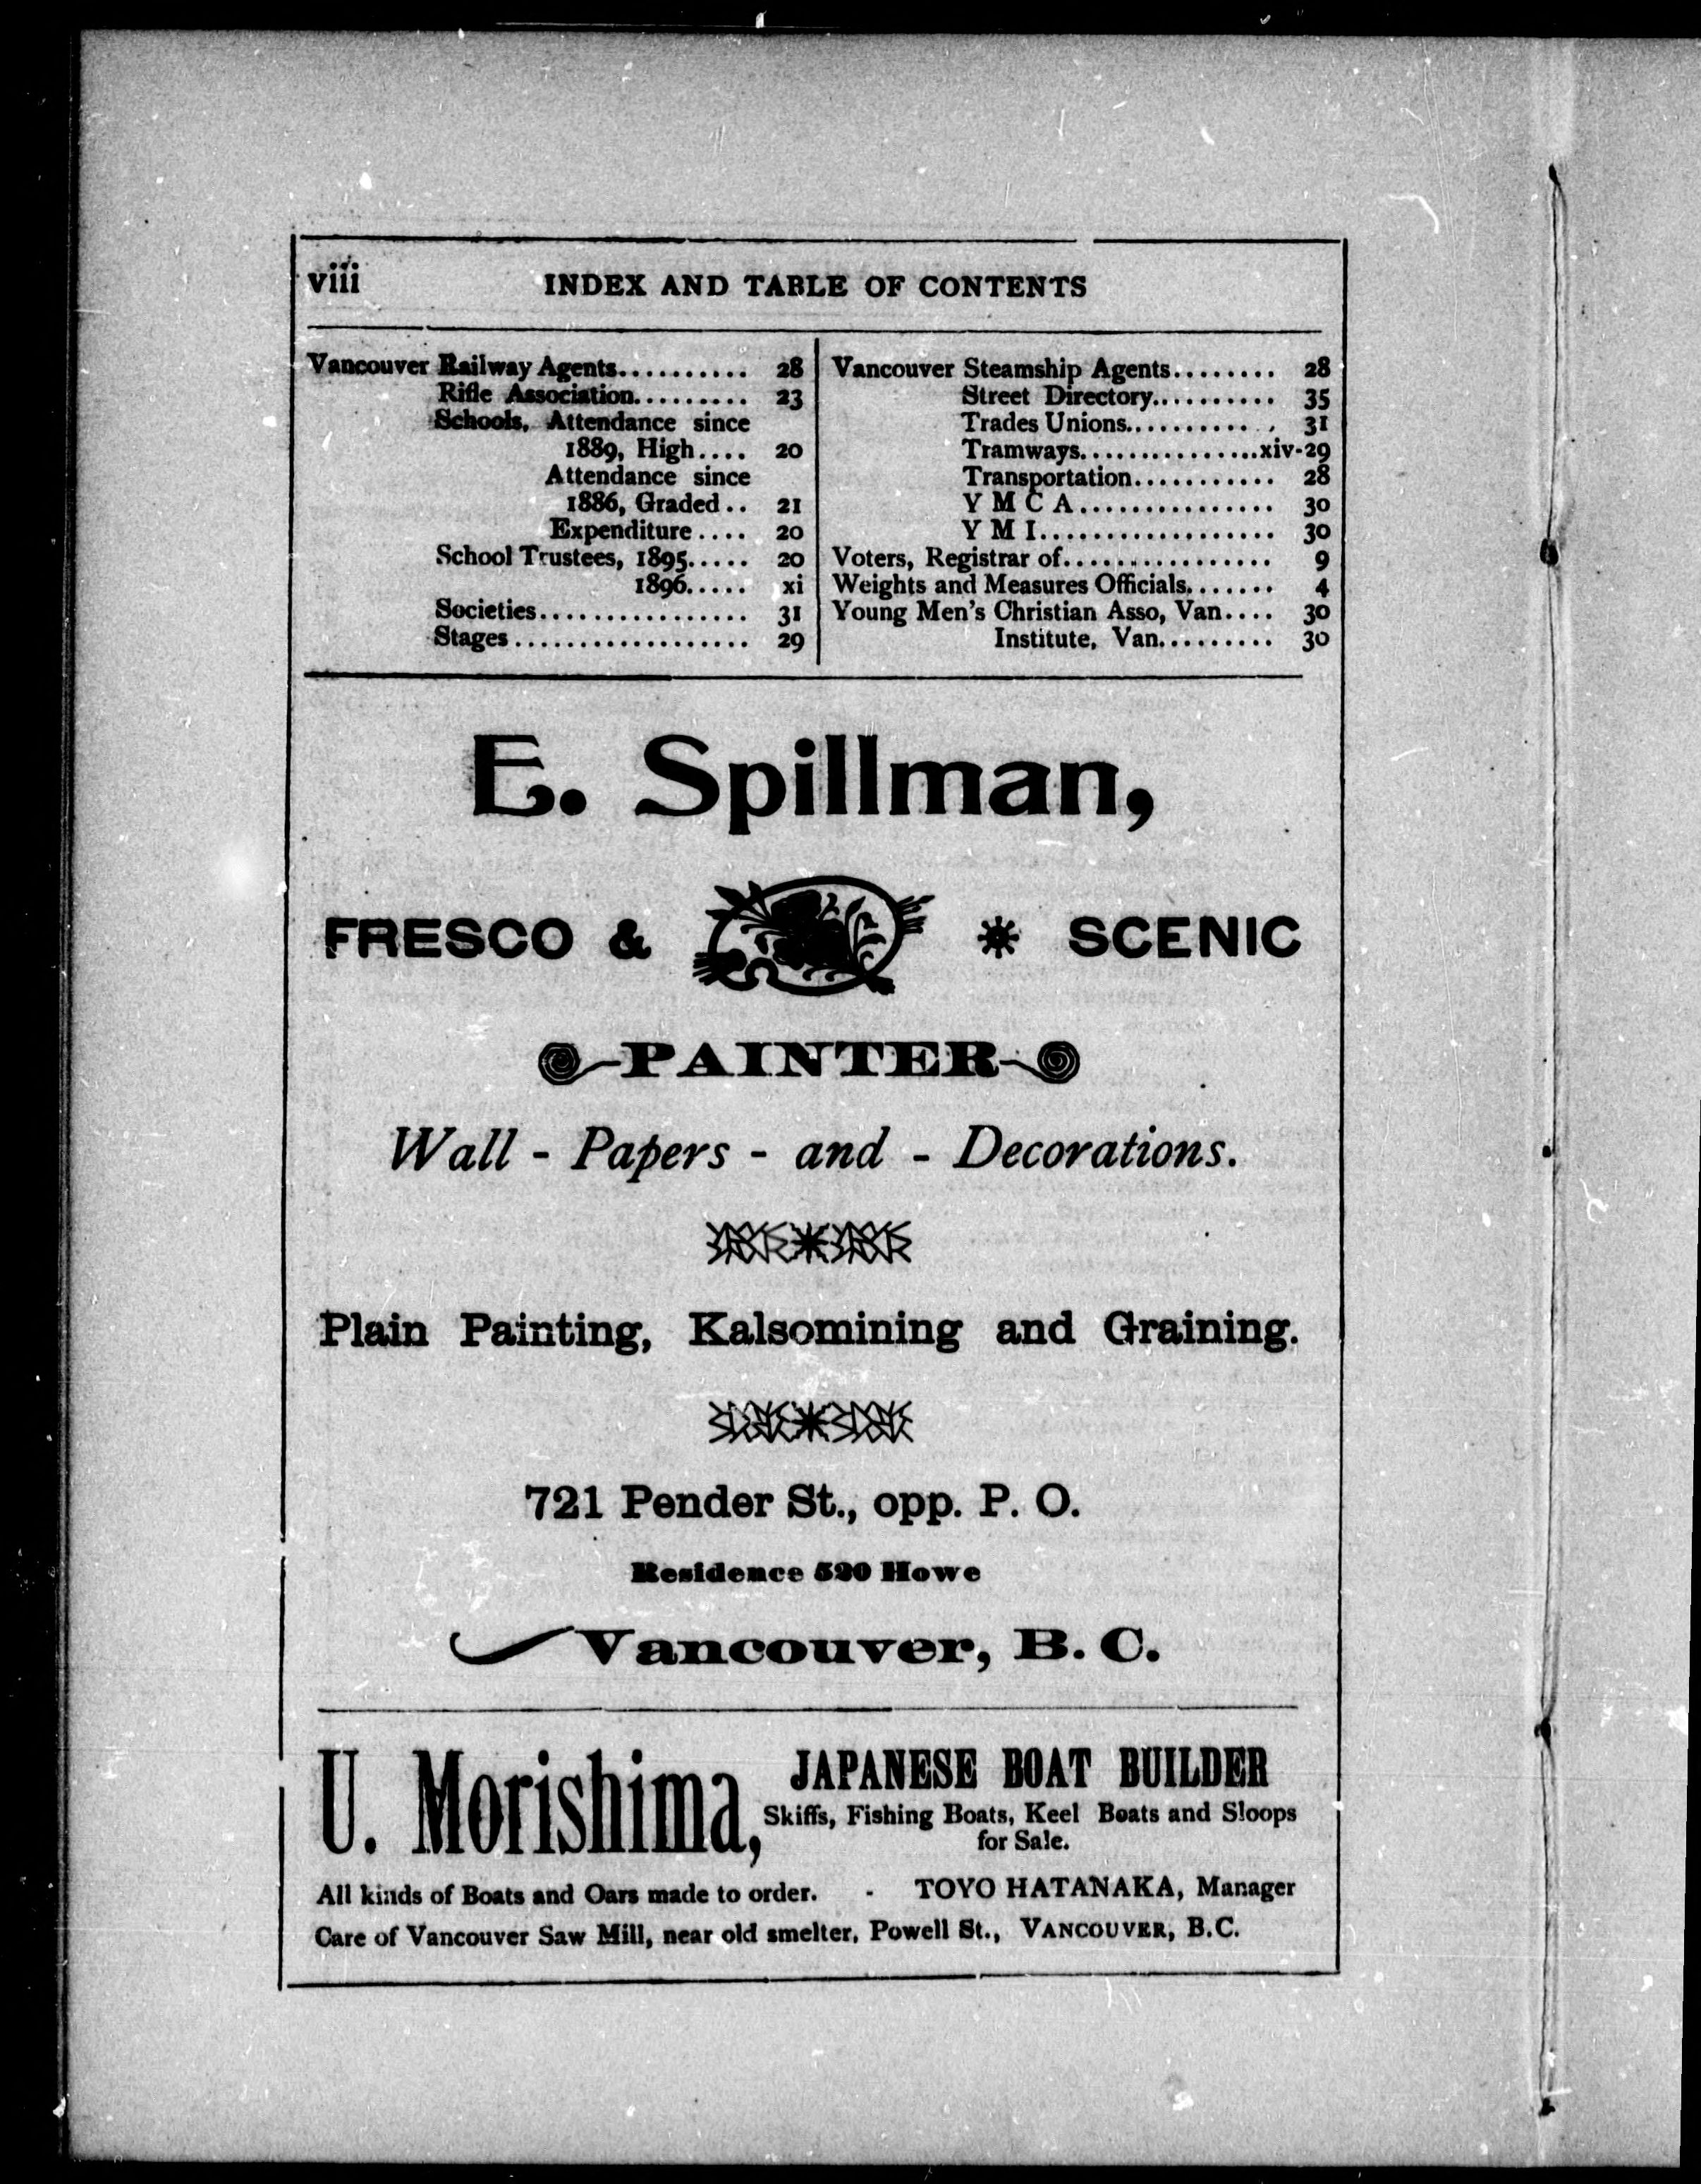 viii INDEX AND TABLE OF CONTENTS
Vancouver Railway Agents.......... 28
Rifle Association......... 23
Schools, Attendance since
1889, High.... 20
Attendance since
1886, Graded.. 21
Expenditure.... 20
School Trustees, 1895..... 20
1896..... xi
Societies................. 31
Stages................... 29
Vancouver Steamship Agents........ 28
Street Directory.......... 35
Trades Unions........... 31
Tramways................xiv-29
Transportation........... 28
Y M C A................ 30
Y M I.................. 30
Voters, Registrar of................. 9
Weights and Measures Officials....... 4
Young Men's Christian Asso, Van.... 30
Institute, Van......... 30
E. Spillman,
FRESCO & * SCENIC
PAINTER
Wall - Papers - and - Decorations.
Plain Painting, Kalsomining and Graining.
721 Pender St., opp. P. O.
Residence 590 Howe
Vancouver, B. C.
U. Morishima,
JAPANESE BOAT BUILDER
Skiffs, Fishing Boats, Keel Boats and Sloops
for Sale.
All kinds of Boats and Oars made to order. - TOYO HATANAKA, Manager
Care of Vancouver Saw Mill, near old smelter, Powell St., VANCOUVER, B.C.